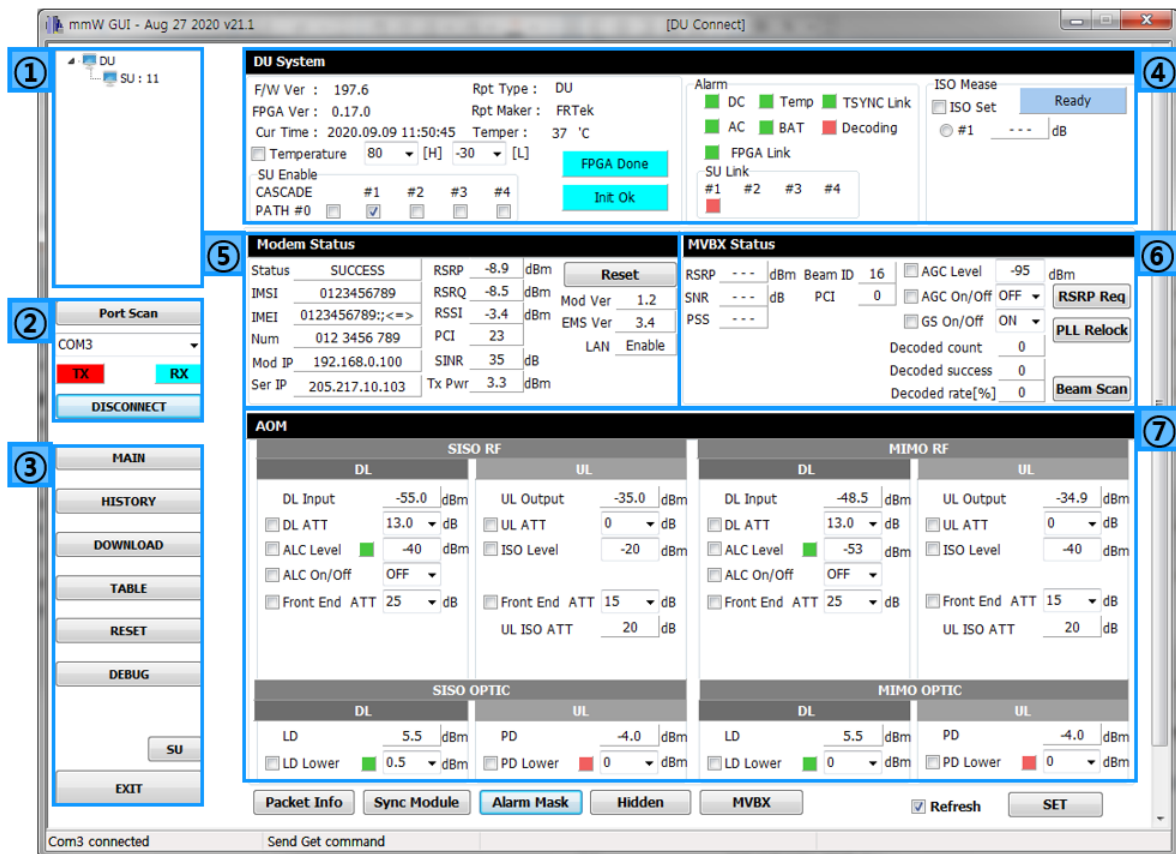 mmW GUI - Aug 27 2020 v21.1 [DU Connect]
①
DU
SU : 11
②
Port Scan
COM3
TX RX
DISCONNECT
③
MAIN
HISTORY
DOWNLOAD
TABLE
RESET
DEBUG
SU
EXIT
④
DU System
F/W Ver : 197.6 Rpt Type : DU
FPGA Ver : 0.17.0 Rpt Maker : FRTek
Cur Time : 2020.09.09 11:50:45 Temper : 37 'C
Temperature 80 [H] -30 [L]
FPGA Done
SU Enable
CASCADE #1 #2 #3 #4
Init Ok
PATH #0
Alarm
DC Temp TSYNC Link
AC BAT Decoding
FPGA Link
SU Link
#1 #2 #3 #4
ISO Mease
ISO Set Ready
#1 --- dB
⑤
Modem Status
Status SUCCESS RSRP -8.9 dBm Reset
IMSI 0123456789 RSRQ -8.5 dBm Mod Ver 1.2
IMEI 0123456789:;<=> RSSI -3.4 dBm EMS Ver 3.4
Num 012 3456 789 PCI 23 LAN Enable
Mod IP 192.168.0.100 SINR 35 dB
Ser IP 205.217.10.103 Tx Pwr 3.3 dBm
⑥
MVBX Status
RSRP --- dBm Beam ID 16 AGC Level -95 dBm
SNR --- dB PCI 0 AGC On/Off OFF RSRP Req
PSS --- GS On/Off ON PLL Relock
Decoded count 0
Decoded success 0
Decoded rate[%] 0 Beam Scan
⑦
AOM
SISO RF MIMO RF
DL UL DL UL
DL Input -55.0 dBm UL Output -35.0 dBm DL Input -48.5 dBm UL Output -34.9 dBm
DL ATT 13.0 dB UL ATT 0 dB DL ATT 13.0 dB UL ATT 0 dB
ALC Level -40 dBm ISO Level -20 dBm ALC Level -53 dBm ISO Level -40 dBm
ALC On/Off OFF ALC On/Off OFF
Front End ATT 25 dB Front End ATT 15 dB Front End ATT 25 dB Front End ATT 15 dB
UL ISO ATT 20 dB UL ISO ATT 20 dB
SISO OPTIC MIMO OPTIC
DL UL DL UL
LD 5.5 dBm PD -4.0 dBm LD 5.5 dBm PD -4.0 dBm
LD Lower 0.5 dBm PD Lower 0 dBm LD Lower 0 dBm PD Lower 0 dBm
Packet Info Sync Module Alarm Mask Hidden MVBX Refresh SET
Com3 connected Send Get command